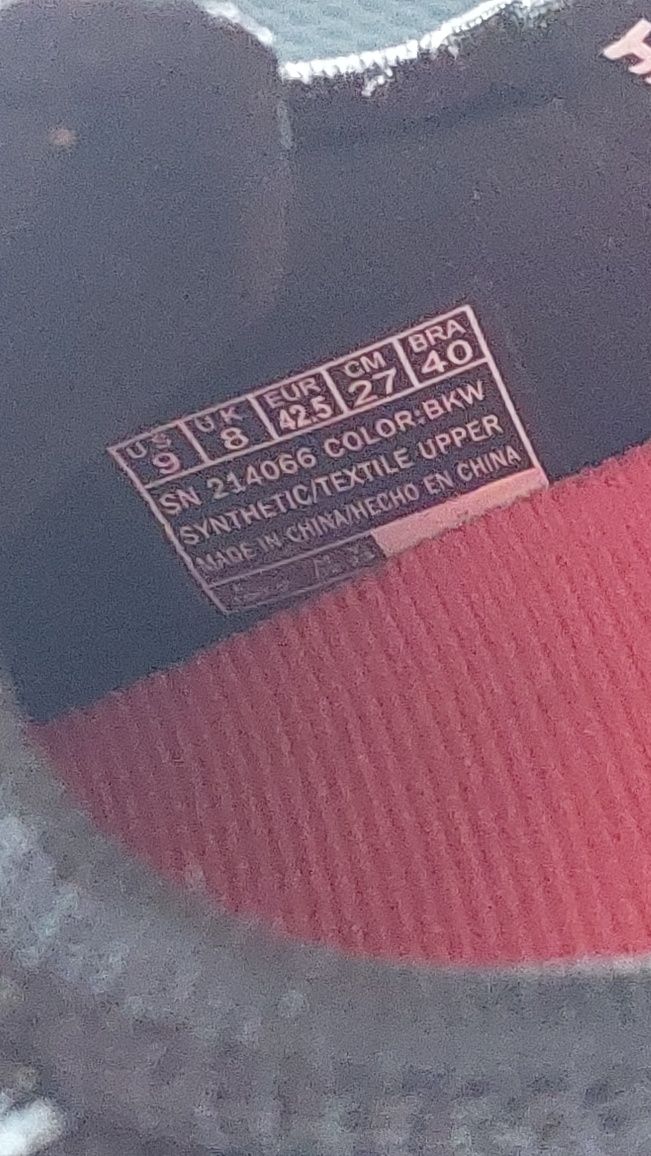 US UK EUR CM BRA
9 8 42.5 27 40
SN 214066 COLOR:BKW
SYNTHETIC/TEXTILE UPPER
MADE IN CHINA/HECHO EN CHINA